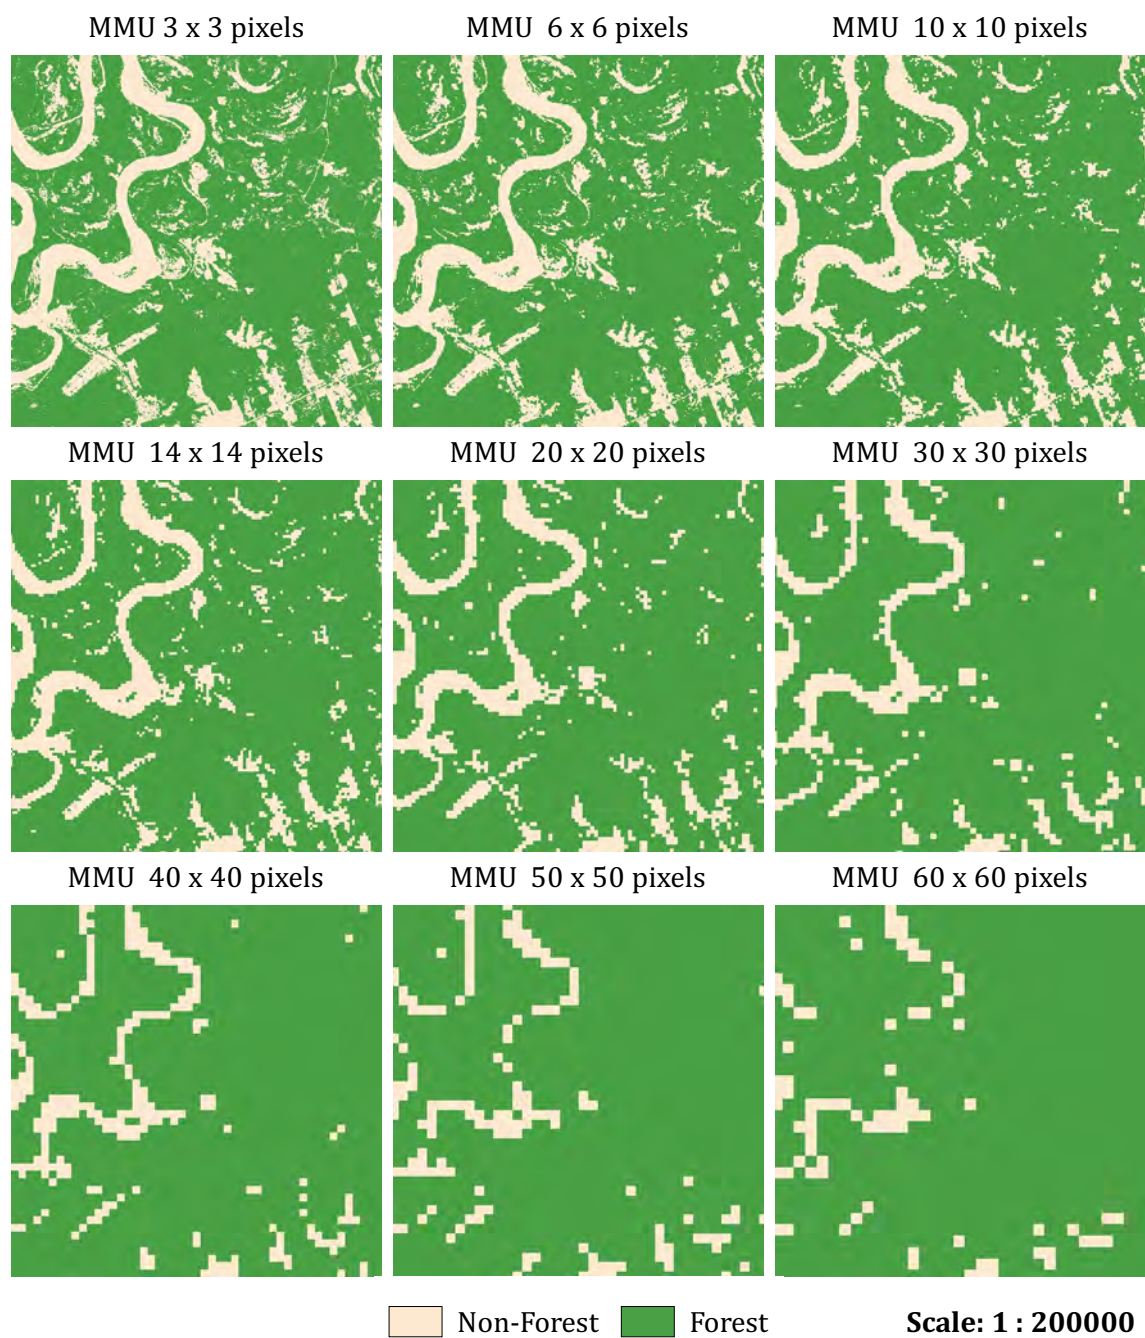 MMU 3 x 3 pixels
MMU 6 x 6 pixels
MMU 10 x 10 pixels
MMU 14 x 14 pixels
MMU 20 x 20 pixels
MMU 30 x 30 pixels
MMU 40 x 40 pixels
MMU 50 x 50 pixels
MMU 60 x 60 pixels
Non-Forest
Forest
Scale: 1 : 200000